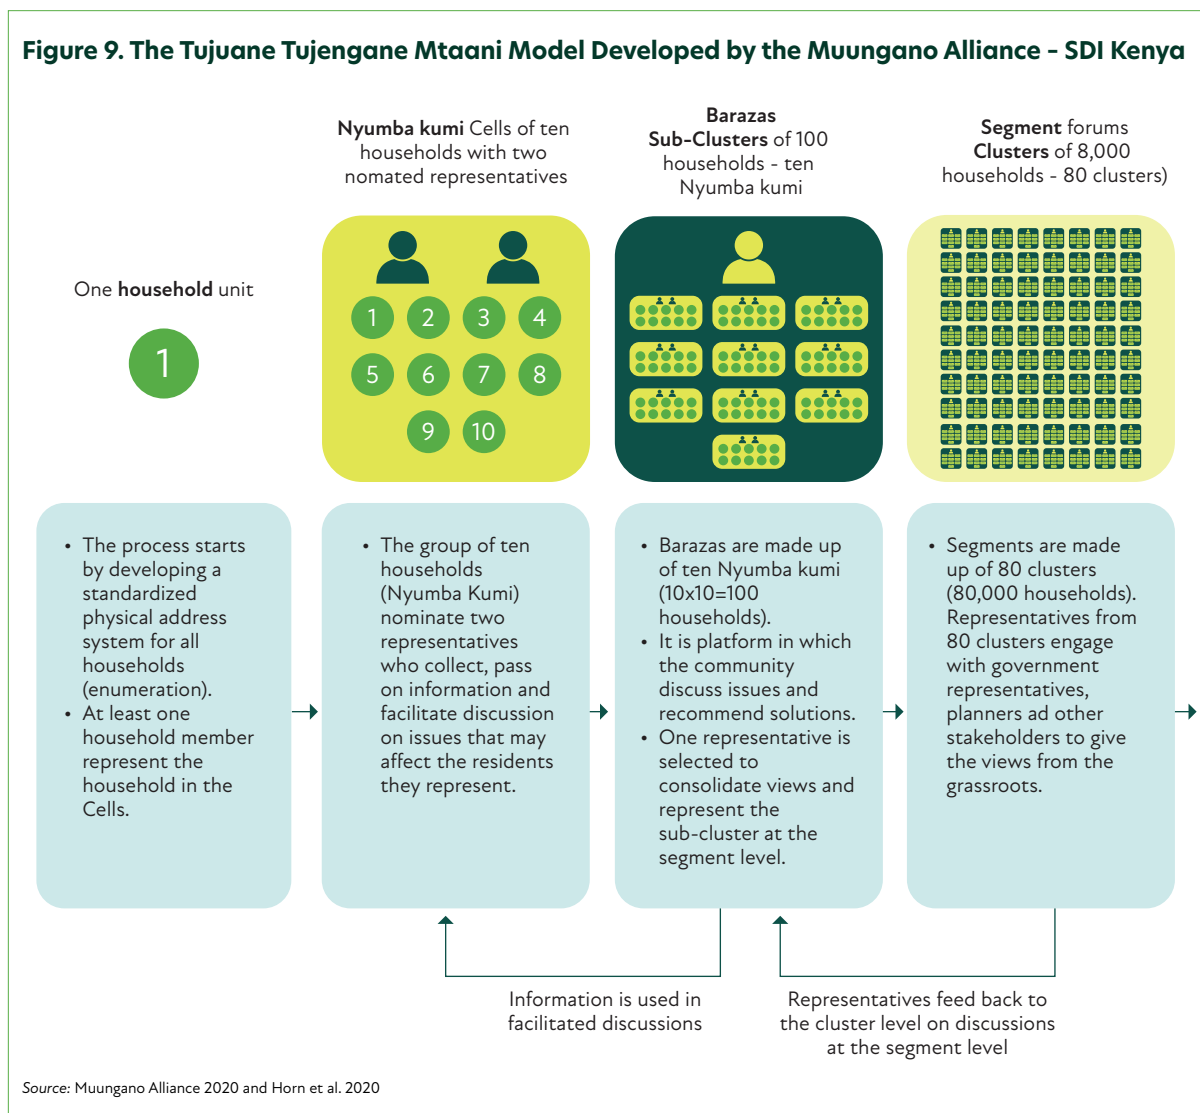 Figure 9. The Tujuane Tujengane Mtaani Model Developed by the Muungano Alliance – SDI Kenya
One household unit
1
Nyumba kumi Cells of ten
households with two
nomated representatives
1 2 3 4
5 6 7 8
9 10
Barazas
Sub-Clusters of 100
households - ten
Nyumba kumi
Segment forums
Clusters of 8,000
households - 80 clusters)
• The process starts
by developing a
standardized
physical address
system for all
households
(enumeration).
• At least one
household member
represent the
household in the
Cells.
• The group of ten
households
(Nyumba Kumi)
nominate two
representatives
who collect, pass
on information and
facilitate discussion
on issues that may
affect the residents
they represent.
• Barazas are made up
of ten Nyumba kumi
(10x10=100
households).
• It is platform in which
the community
discuss issues and
recommend solutions.
• One representative is
selected to
consolidate views and
represent the
sub-cluster at the
segment level.
• Segments are made
up of 80 clusters
(80,000 households).
Representatives from
80 clusters engage
with government
representatives,
planners ad other
stakeholders to give
the views from the
grassroots.
Information is used in
facilitated discussions
Representatives feed back to
the cluster level on discussions
at the segment level
Source: Muungano Alliance 2020 and Horn et al. 2020